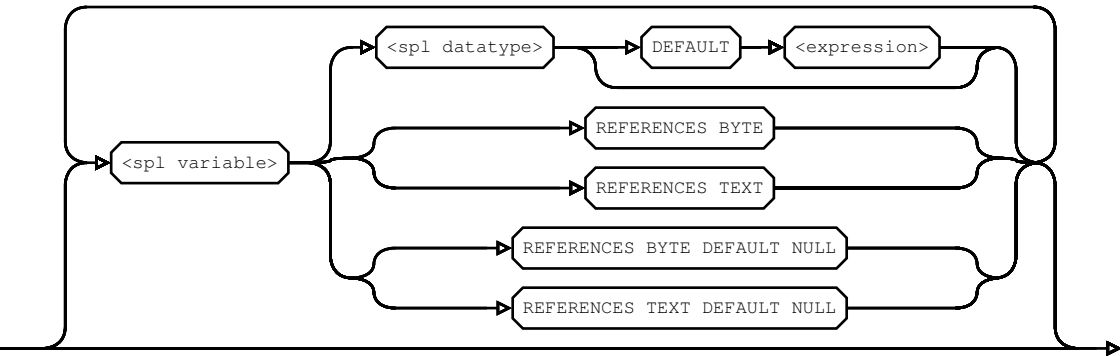 <spl datatype> DEFAULT <expression>
REFERENCES BYTE
<spl variable>
REFERENCES TEXT
REFERENCES BYTE DEFAULT NULL
REFERENCES TEXT DEFAULT NULL